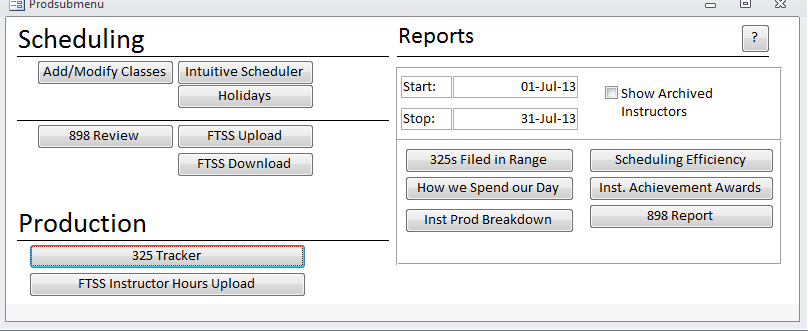 Prodsubmenu
Scheduling
Add/Modify Classes
Intuitive Scheduler
Holidays
898 Review
FTSS Upload
FTSS Download
Production
325 Tracker
FTSS Instructor Hours Upload
Reports
?
Start: 01-Jul-13
Stop: 31-Jul-13
Show Archived
Instructors
325s Filed in Range
Scheduling Efficiency
How we Spend our Day
Inst. Achievement Awards
Inst Prod Breakdown
898 Report